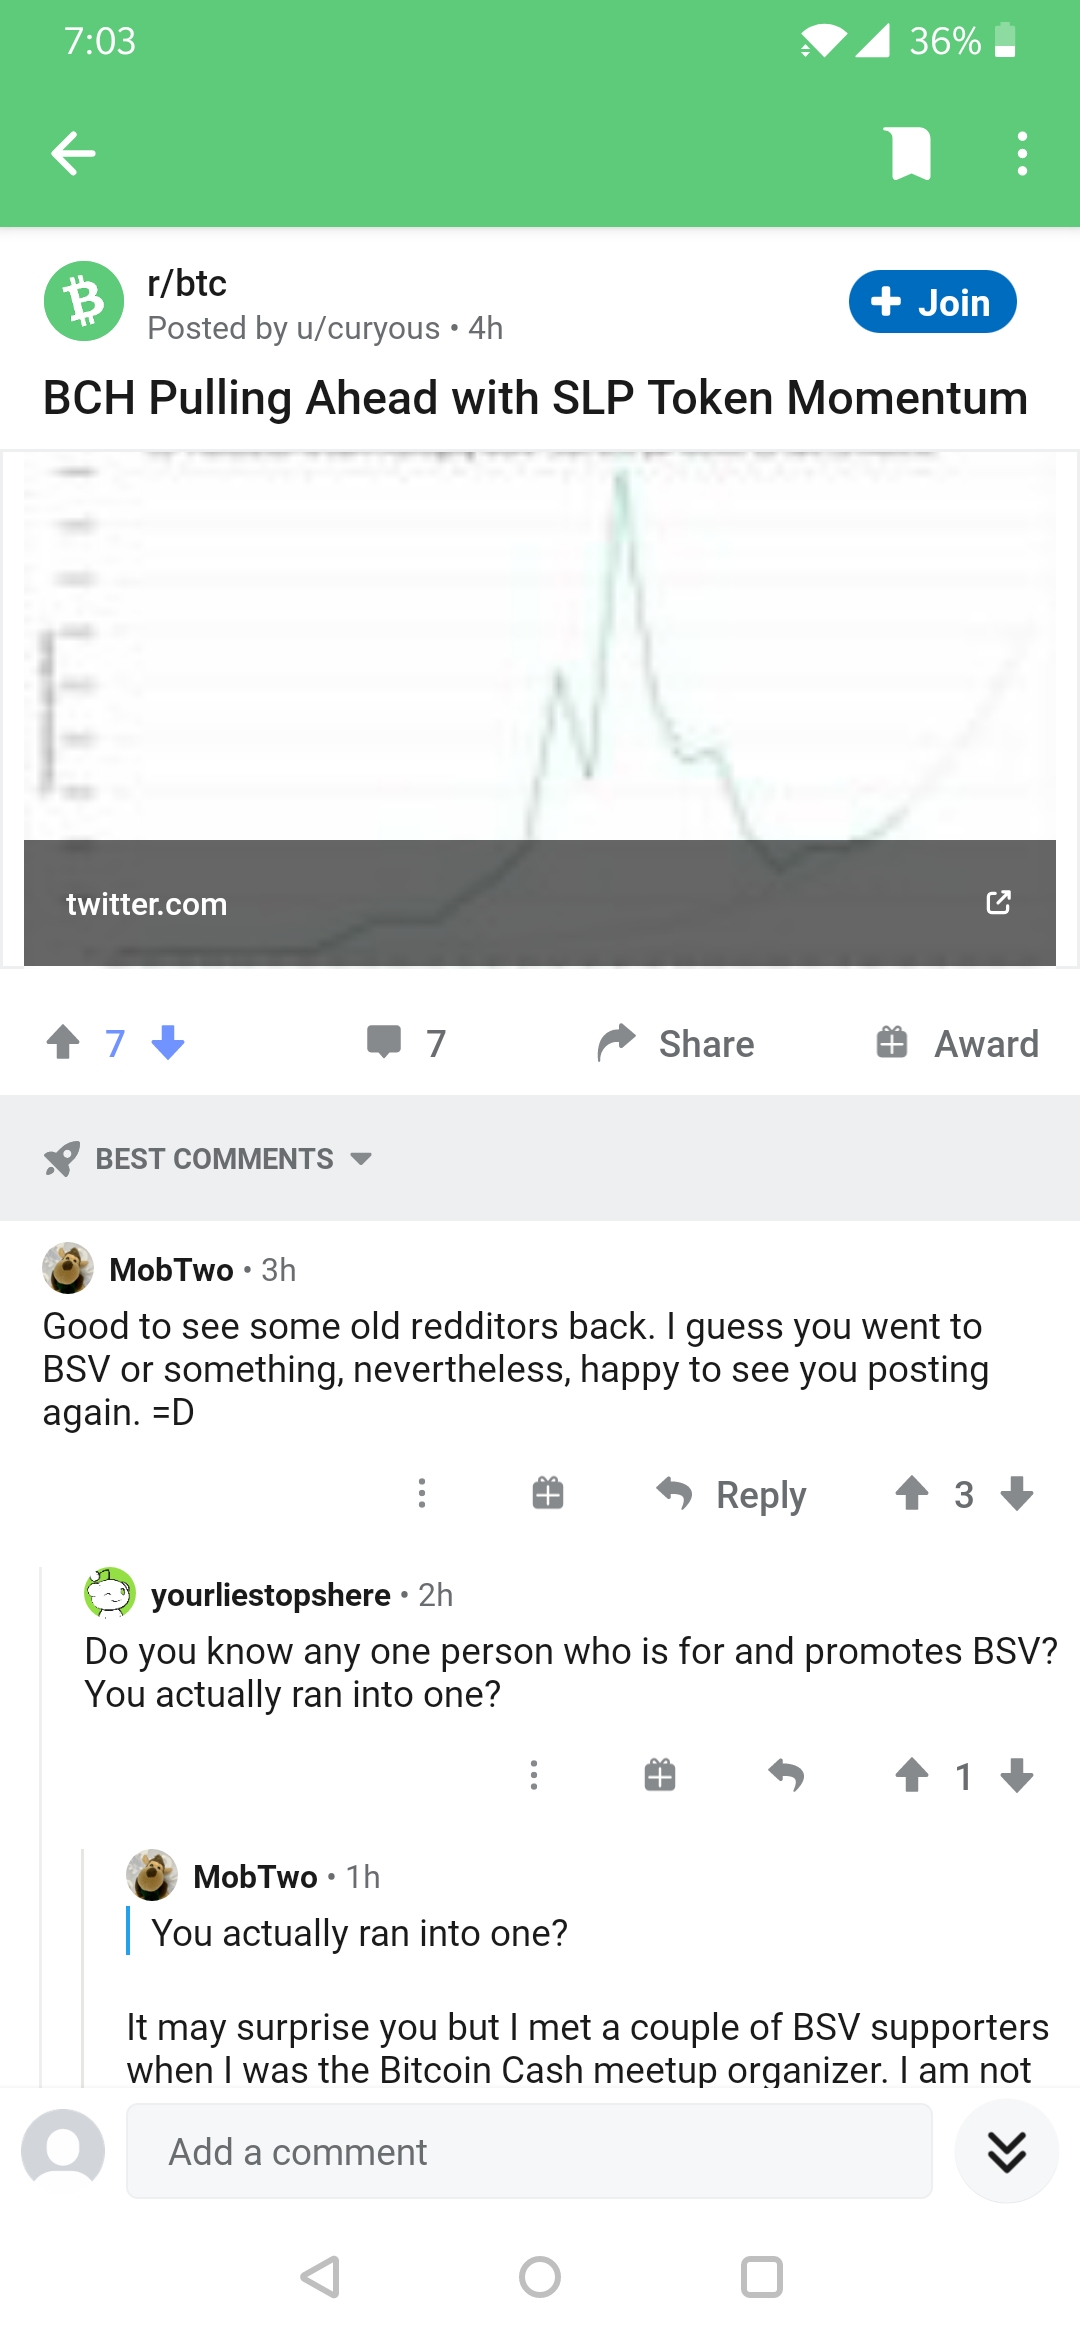 7:03
36%
r/btc
Posted by u/curyous • 4h
+ Join
BCH Pulling Ahead with SLP Token Momentum
twitter.com
7
7
Share
Award
BEST COMMENTS
MobTwo • 3h
Good to see some old redditors back. I guess you went to
BSV or something, nevertheless, happy to see you posting
again. =D
Reply
3
yourliestopshere • 2h
Do you know any one person who is for and promotes BSV?
You actually ran into one?
1
MobTwo • 1h
You actually ran into one?
It may surprise you but I met a couple of BSV supporters
when I was the Bitcoin Cash meetup organizer. I am not
Add a comment